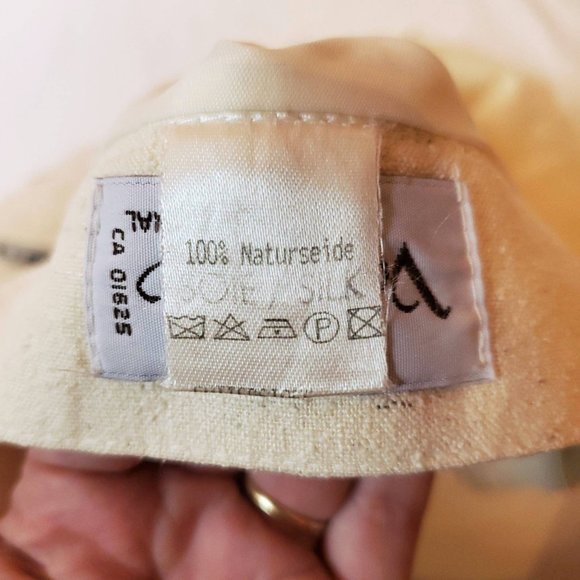 100% Naturseide
SOIE / SILK
P
CA 01625